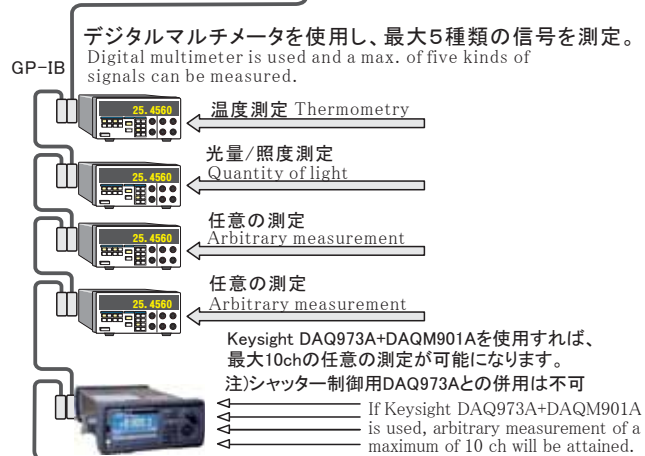 デジタルマルチメータを使用し、最大5種類の信号を測定。
Digital multimeter is used and a max. of five kinds of
signals can be measured.
GP-IB
温度測定 Thermometry
25.4560
光量/照度測定
Quantity of light
25.4560
任意の測定
Arbitrary measurement
25.4560
任意の測定
Arbitrary measurement
25.4560
Keysight DAQ973A+DAQM901Aを使用すれば、
最大10chの任意の測定が可能になります。
注)シャッター制御用DAQ973Aとの併用は不可
If Keysight DAQ973A+DAQM901A
is used, arbitrary measurement of a
maximum of 10 ch will be attained.